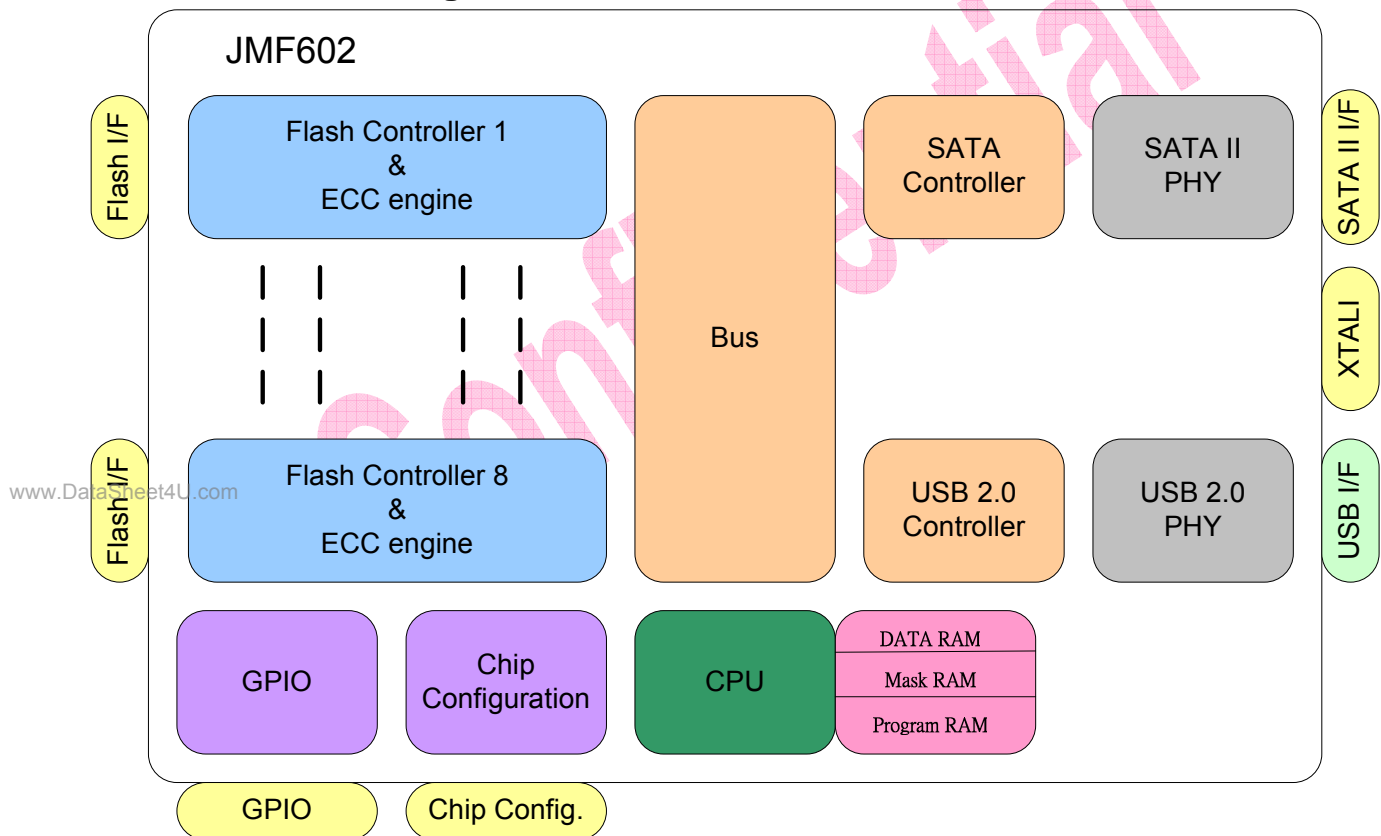 JMF602
Flash I/F
Flash Controller 1
&
ECC engine
Bus
SATA
Controller
SATA II
PHY
SATA II I/F
XTALI
Flash I/F
Flash Controller 8
&
ECC engine
USB 2.0
Controller
USB 2.0
PHY
USB I/F
www.DataSheet4U.com
GPIO
Chip
Configuration
CPU
DATA RAM
Mask RAM
Program RAM
GPIO
Chip Config.
Confidential